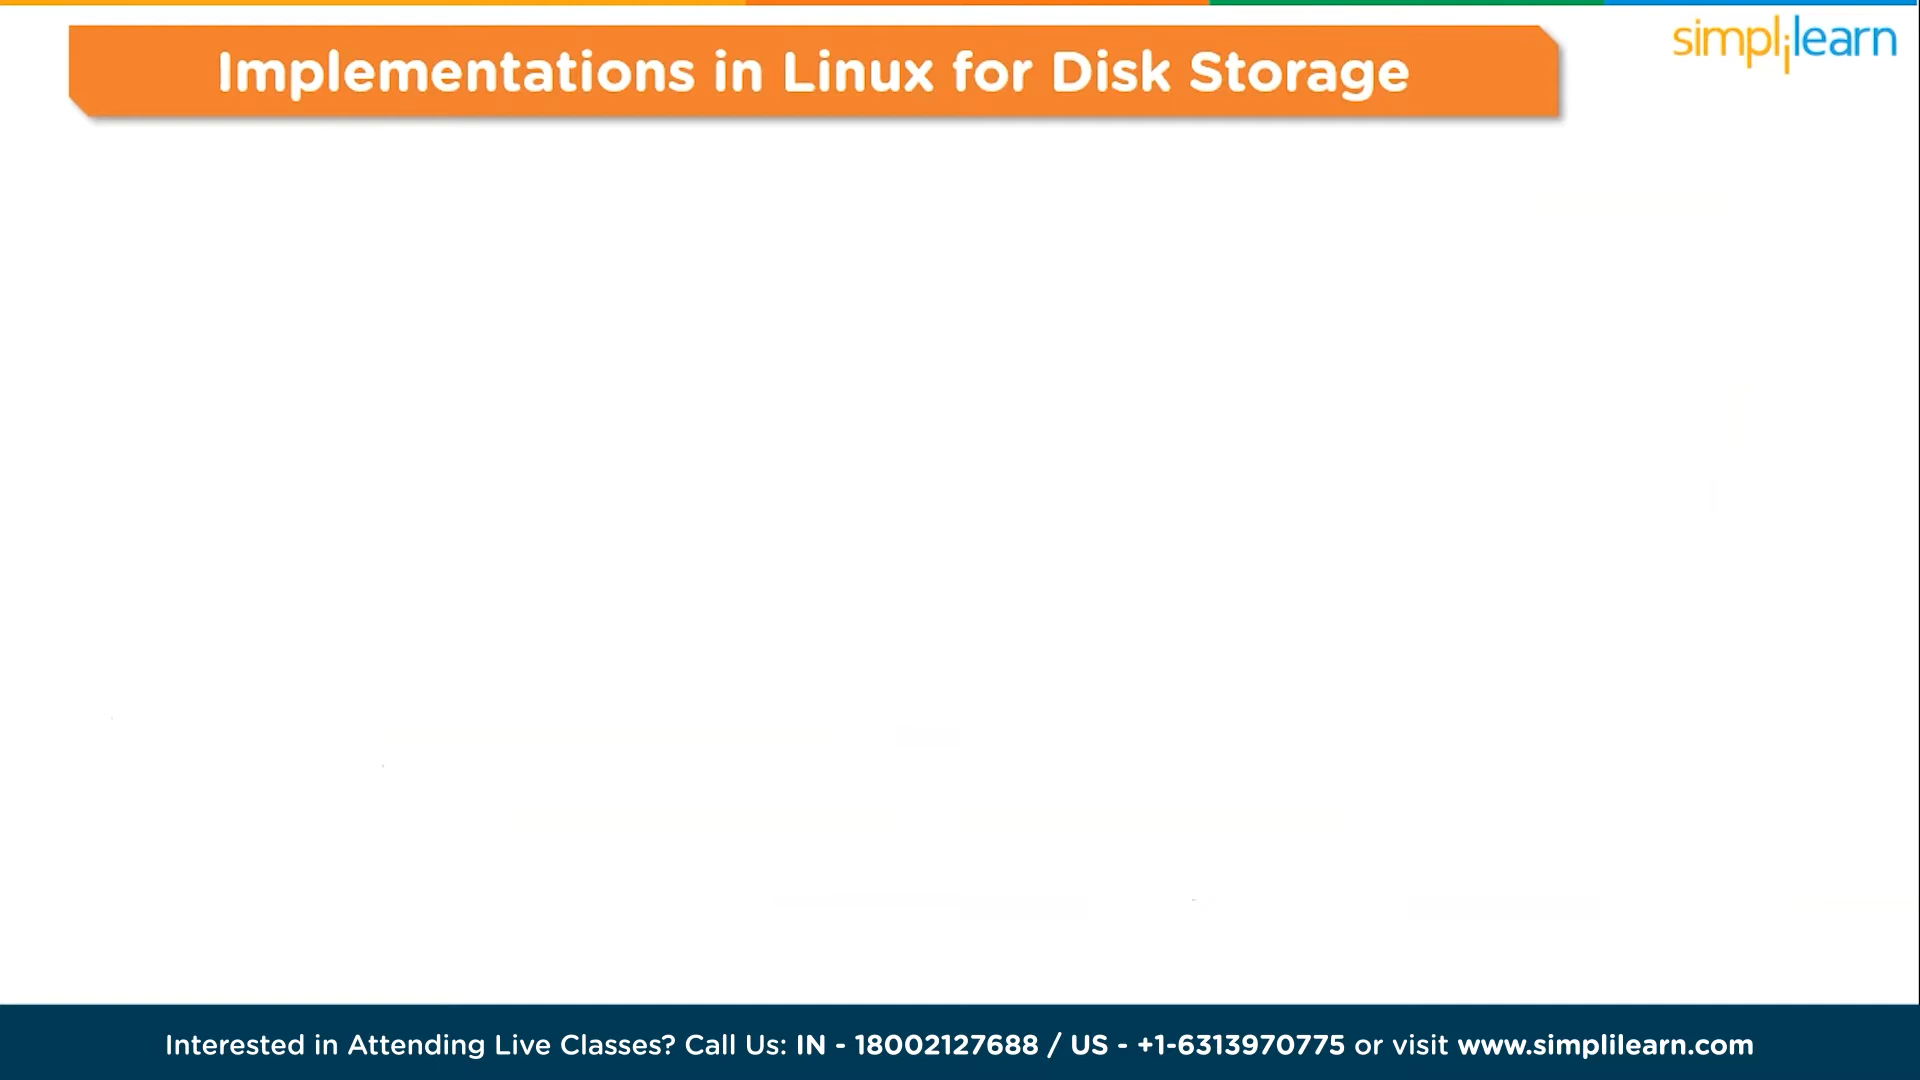 Implementations in Linux for Disk Storage
simplilearn
Interested in Attending Live Classes? Call Us: IN - 18002127688 / US - +1-6313970775 or visit www.simplilearn.com